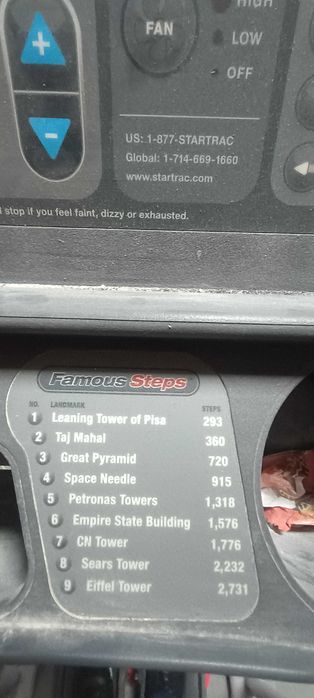 HIGH
+
FAN
LOW
OFF
-
US: 1-877-STARTRAC
Global: 1-714-669-1660
www.startrac.com
stop if you feel faint, dizzy or exhausted.
Famous Steps
NO. LANDMARK STEPS
1 Leaning Tower of Pisa 293
2 Taj Mahal 360
3 Great Pyramid 720
4 Space Needle 915
5 Petronas Towers 1,318
6 Empire State Building 1,576
7 CN Tower 1,776
8 Sears Tower 2,232
9 Eiffel Tower 2,731